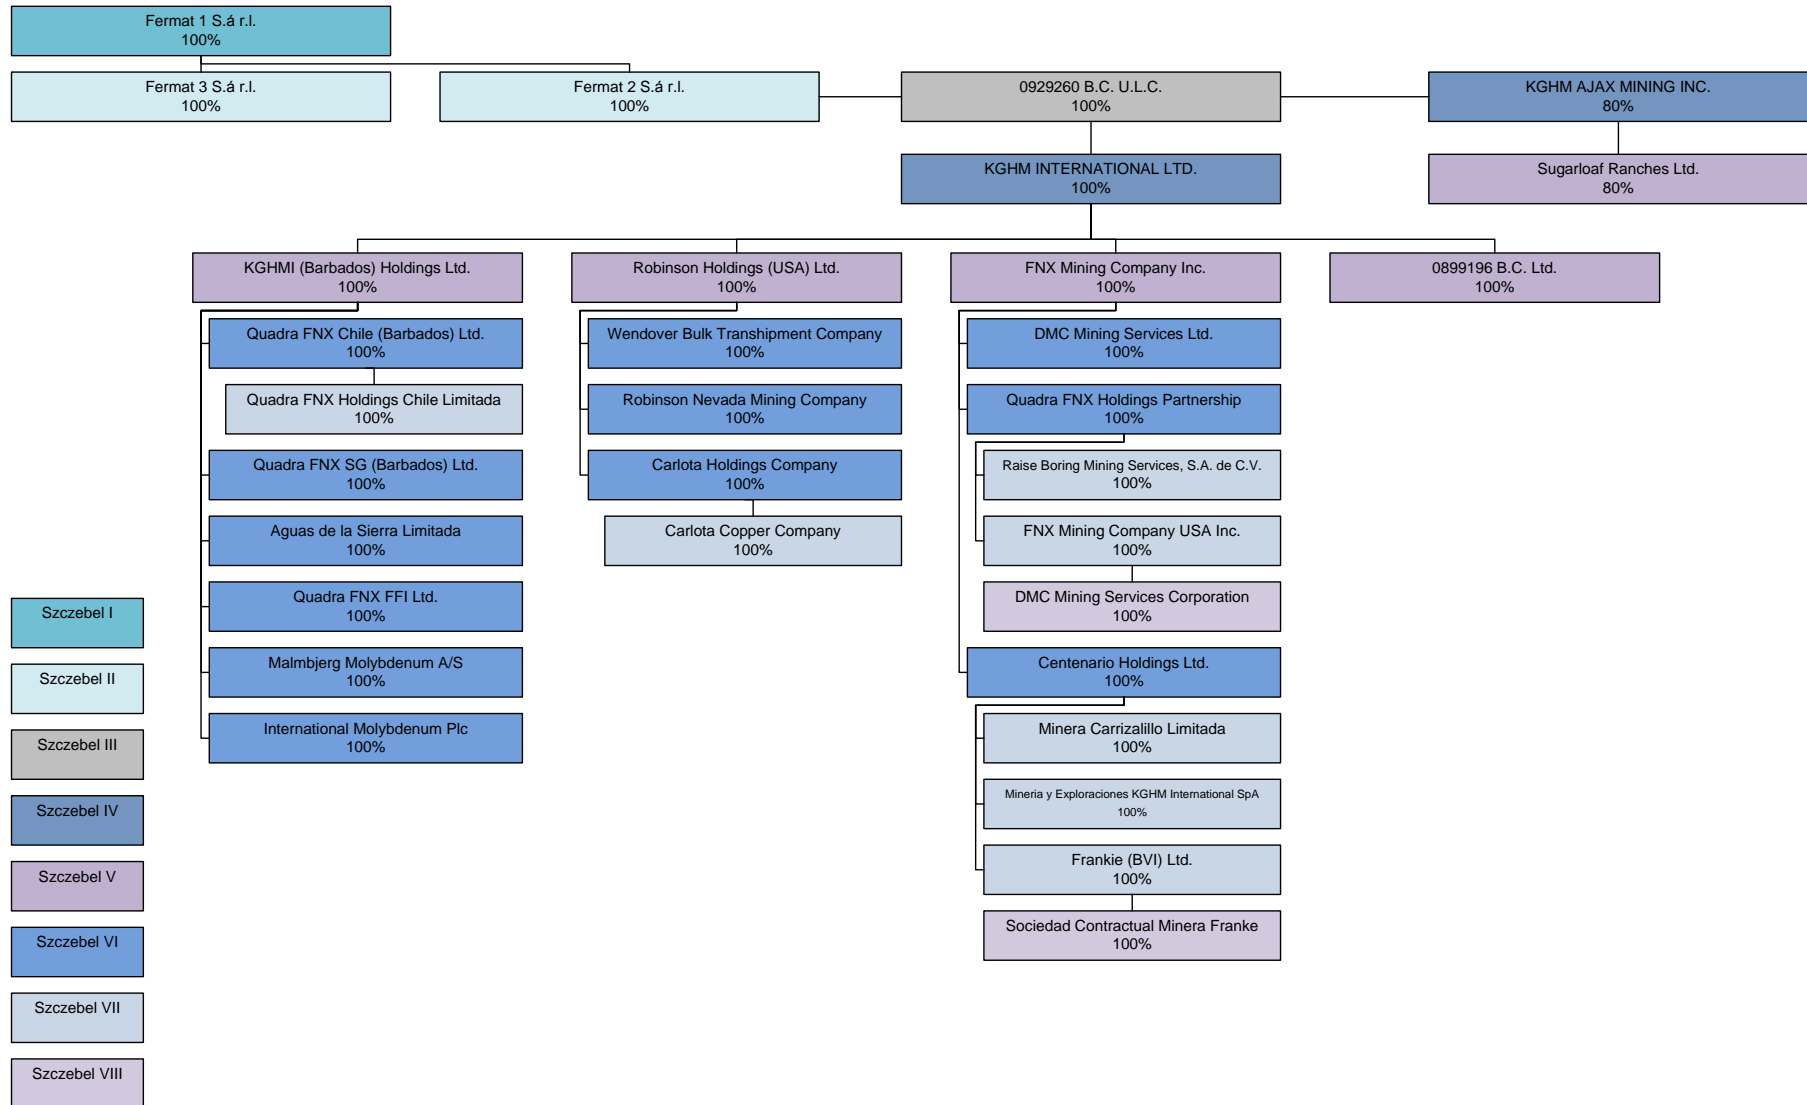 Fermat 1 S.á r.l.
100%
Fermat 3 S.á r.l.
100%
Fermat 2 S.á r.l.
100%
0929260 B.C. U.L.C.
100%
KGHM AJAX MINING INC.
80%
KGHM INTERNATIONAL LTD.
100%
Sugarloaf Ranches Ltd.
80%
KGHMI (Barbados) Holdings Ltd.
100%
Robinson Holdings (USA) Ltd.
100%
FNX Mining Company Inc.
100%
0899196 B.C. Ltd.
100%
Quadra FNX Chile (Barbados) Ltd.
100%
Quadra FNX Holdings Chile Limitada
100%
Quadra FNX SG (Barbados) Ltd.
100%
Aguas de la Sierra Limitada
100%
Quadra FNX FFI Ltd.
100%
Malmbjerg Molybdenum A/S
100%
International Molybdenum Plc
100%
Wendover Bulk Transhipment Company
100%
Robinson Nevada Mining Company
100%
Carlota Holdings Company
100%
Carlota Copper Company
100%
DMC Mining Services Ltd.
100%
Quadra FNX Holdings Partnership
100%
Raise Boring Mining Services, S.A. de C.V.
100%
FNX Mining Company USA Inc.
100%
DMC Mining Services Corporation
100%
Centenario Holdings Ltd.
100%
Minera Carrizalillo Limitada
100%
Mineria y Exploraciones KGHM International SpA
100%
Frankie (BVI) Ltd.
100%
Sociedad Contractual Minera Franke
100%
Szczebel I
Szczebel II
Szczebel III
Szczebel IV
Szczebel V
Szczebel VI
Szczebel VII
Szczebel VIII